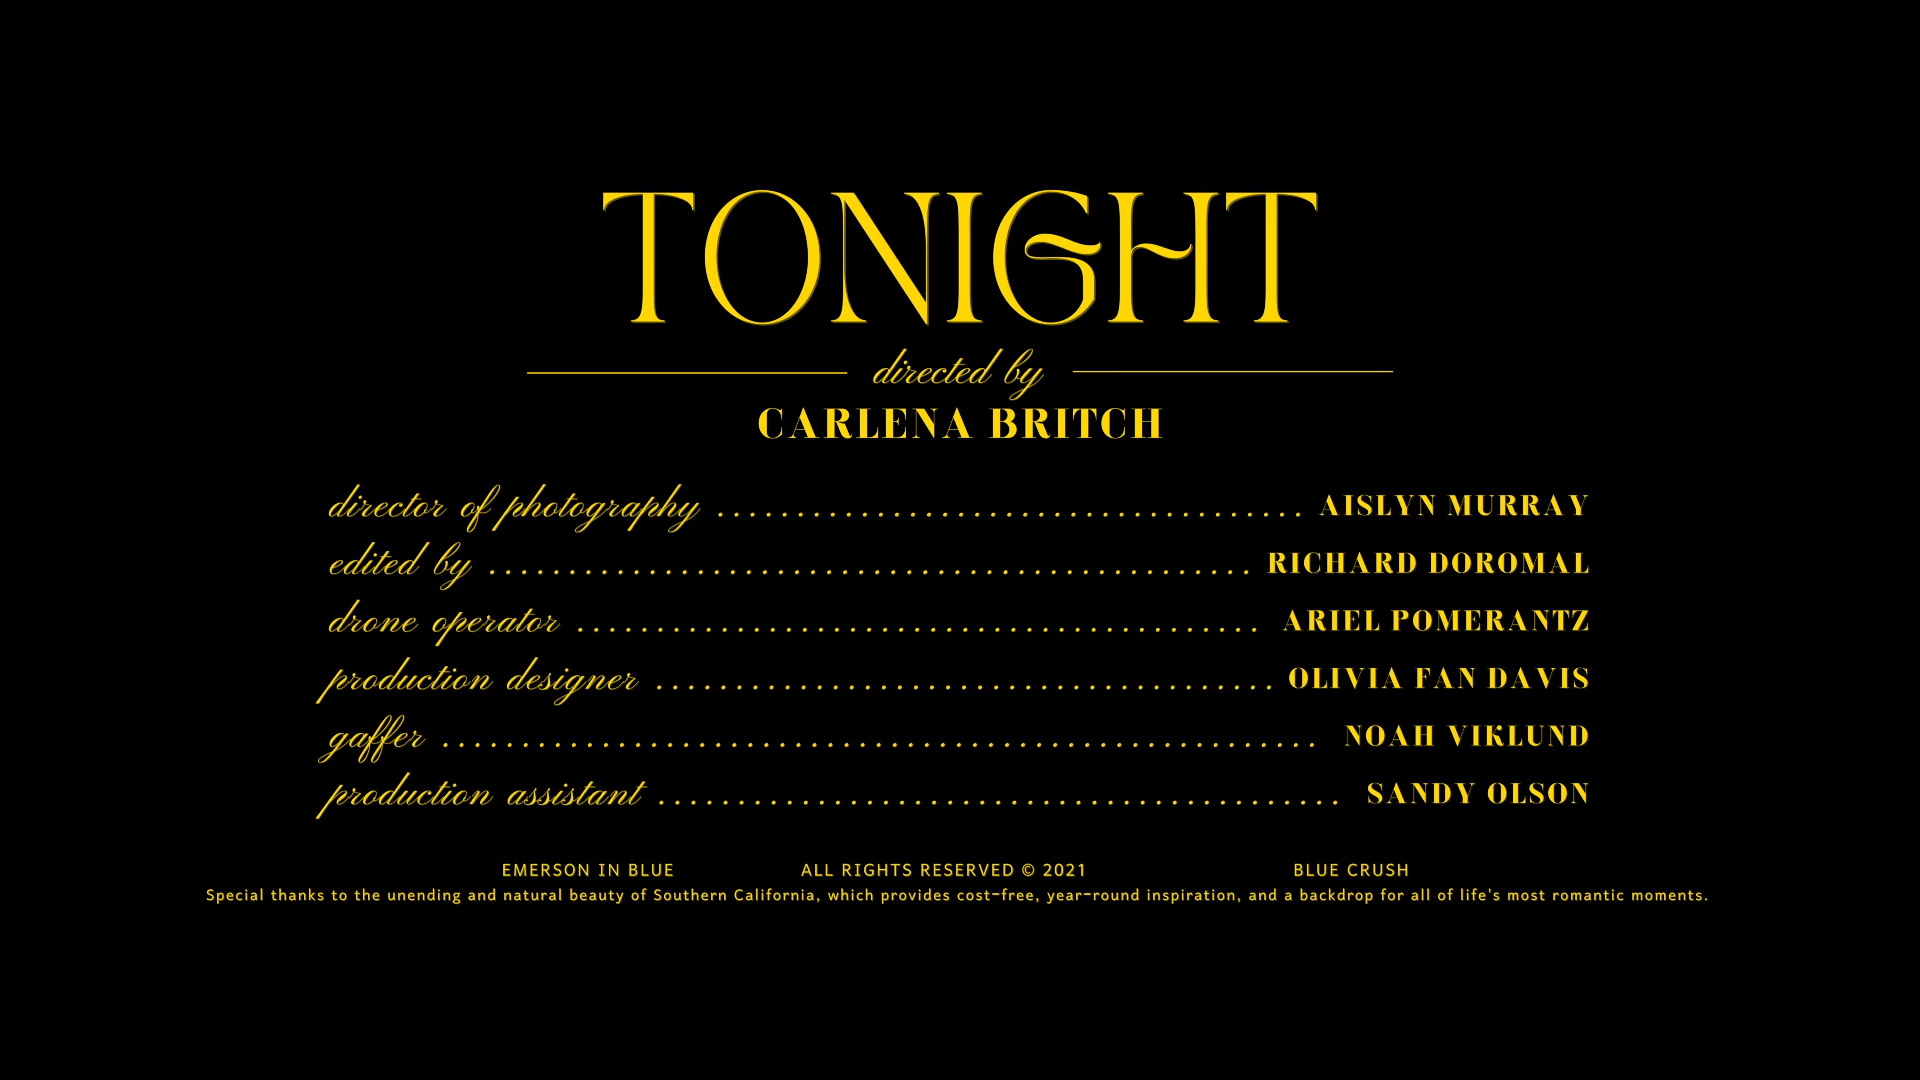 TONIGHT
directed by
CARLENA BRITCH
director of photography ..................................... AISLYN MURRAY
edited by ................................................ RICHARD DOROMAL
drone operator ........................................... ARIEL POMERANTZ
production designer ....................................... OLIVIA FAN DAVIS
gaffer ....................................................... NOAH VIKLUND
production assistant ........................................... SANDY OLSON
EMERSON IN BLUE ALL RIGHTS RESERVED © 2021 BLUE CRUSH
Special thanks to the unending and natural beauty of Southern California, which provides cost-free, year-round inspiration, and a backdrop for all of life's most romantic moments.